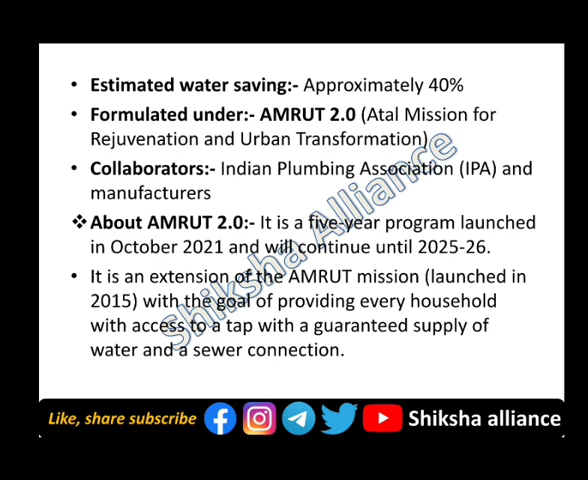 • Estimated water saving:- Approximately 40%
• Formulated under:- AMRUT 2.0 (Atal Mission for
Rejuvenation and Urban Transformation)
• Collaborators:- Indian Plumbing Association (IPA) and
manufacturers
❖About AMRUT 2.0:- It is a five-year program launched
in October 2021 and will continue until 2025-26.
• It is an extension of the AMRUT mission (launched in
2015) with the goal of providing every household
with access to a tap with a guaranteed supply of
water and a sewer connection.
Shiksha Alliance
Like, share subscribe Shiksha alliance